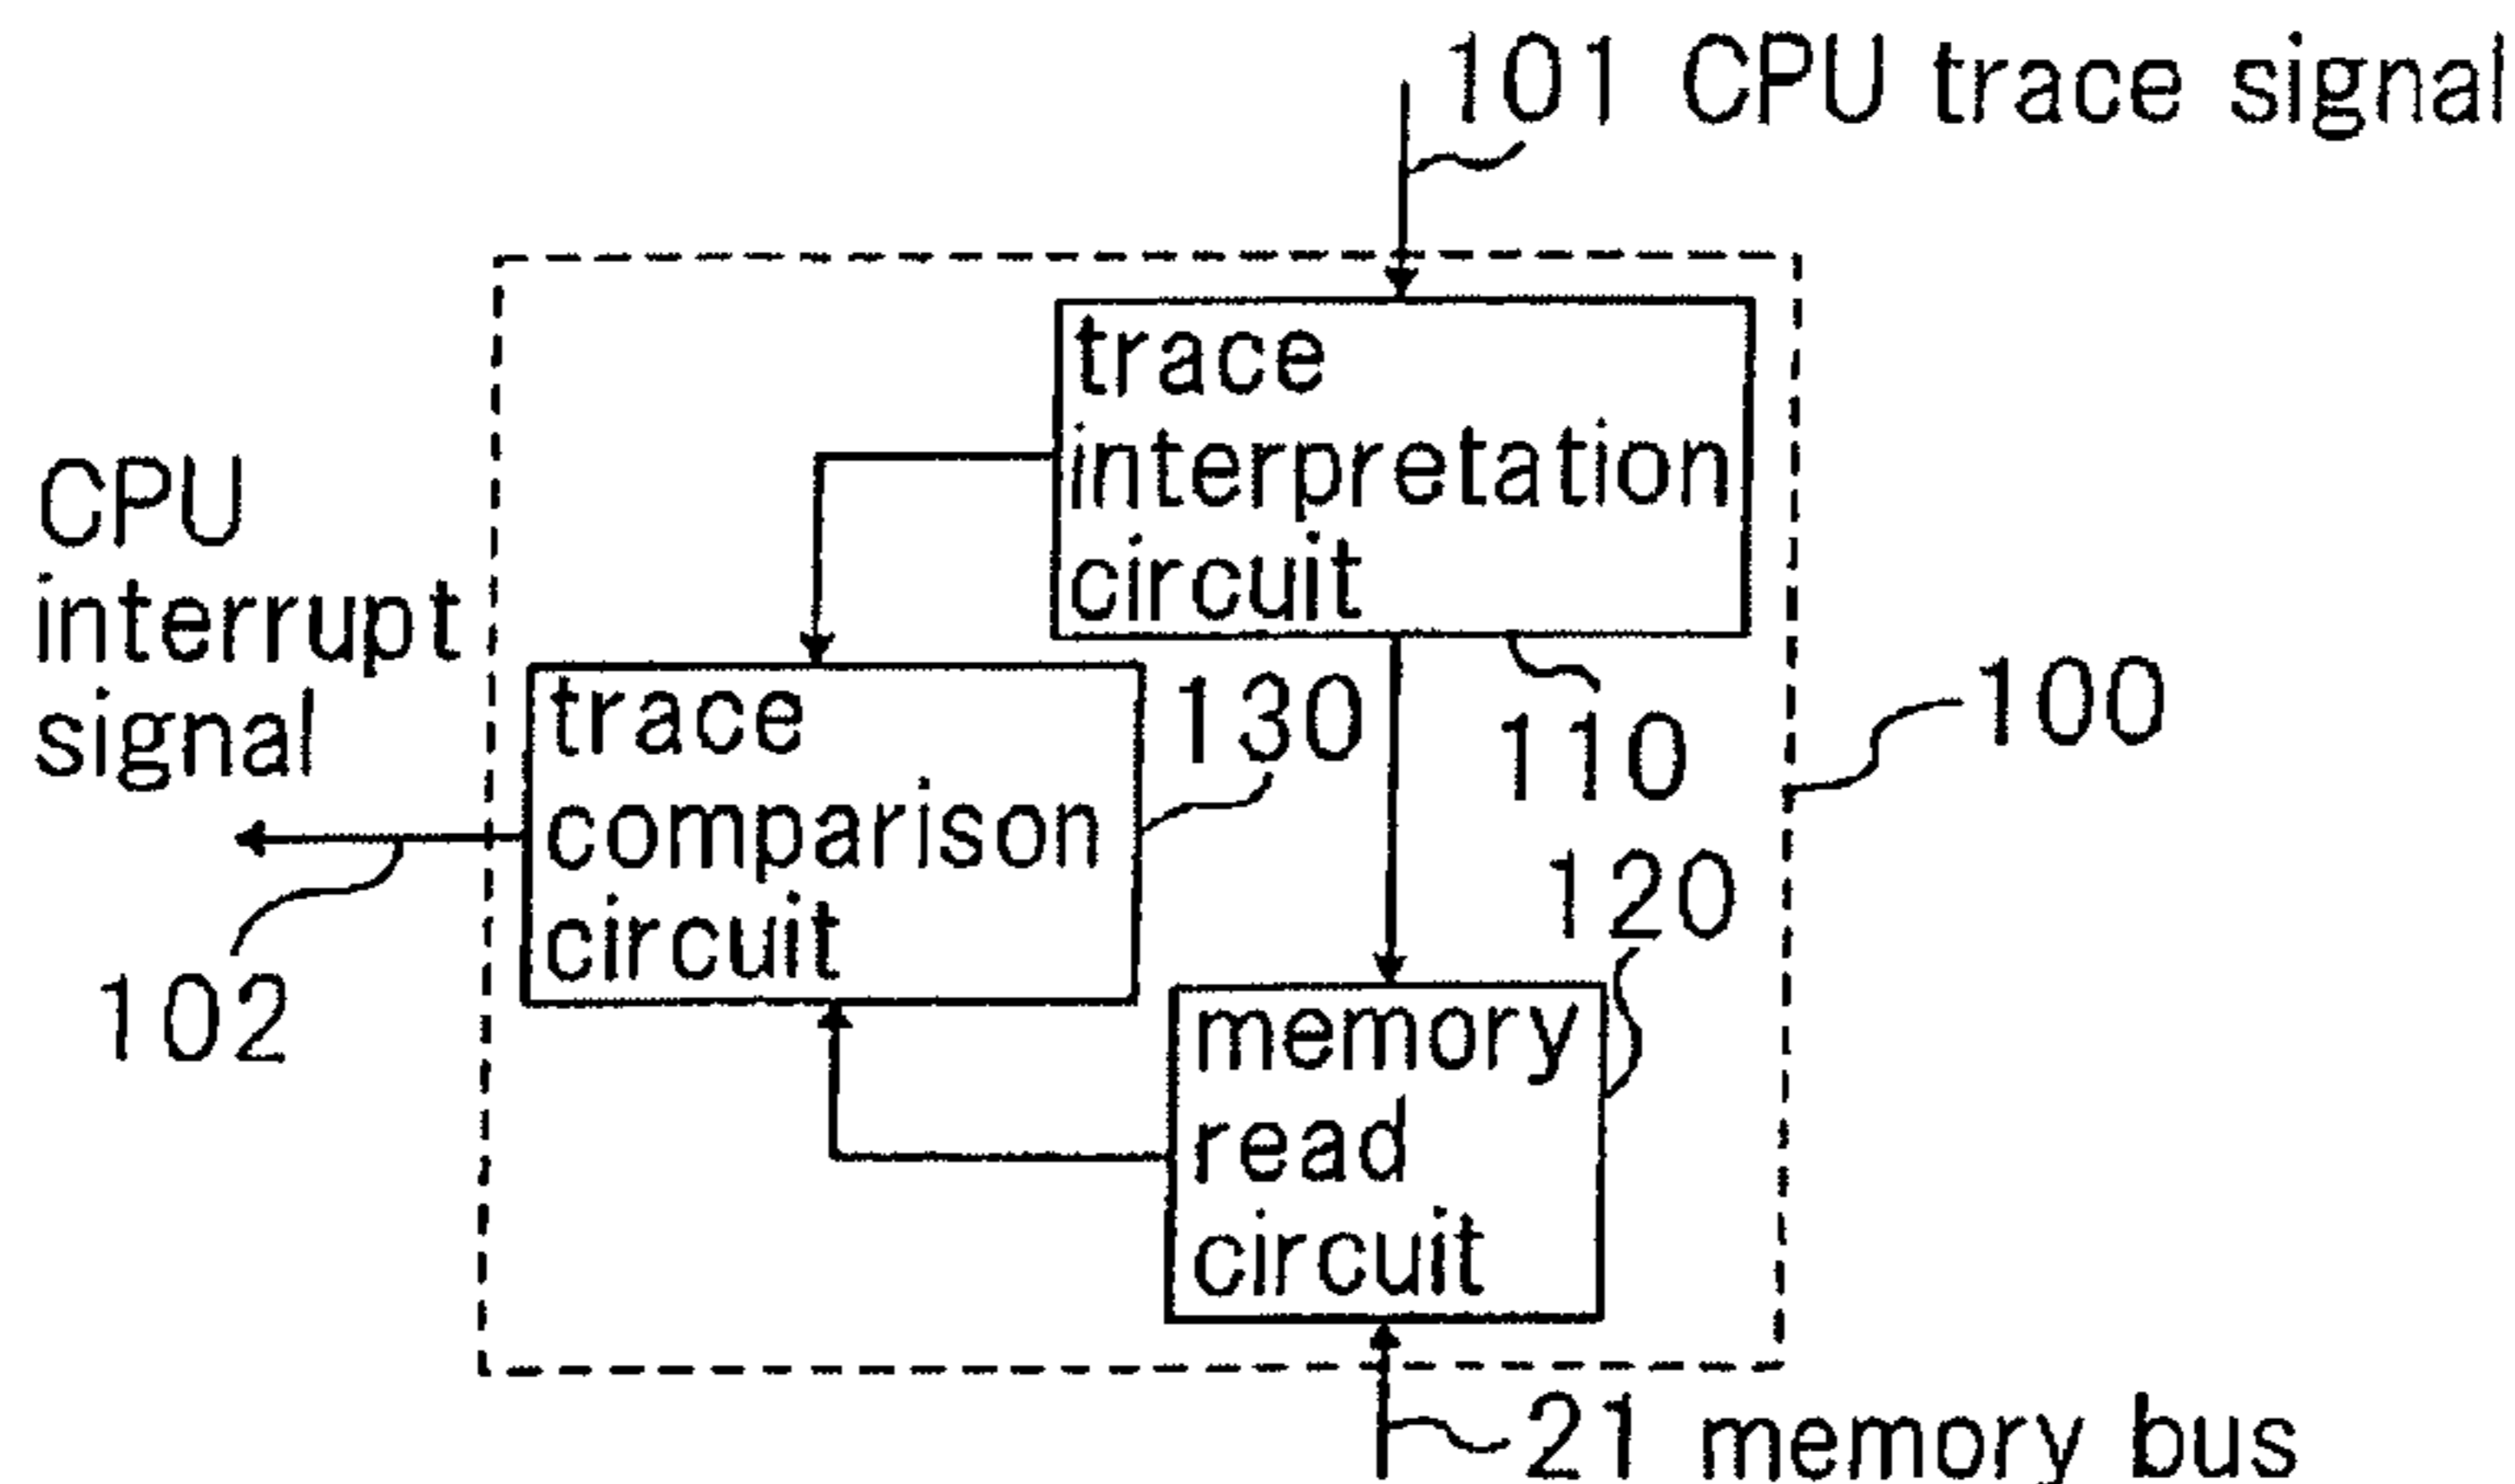 101 CPU trace signal
trace
interpretation
circuit
CPU
interrupt
signal
trace
comparison
circuit
130
110
100
120
102
memory
read
circuit
21 memory bus